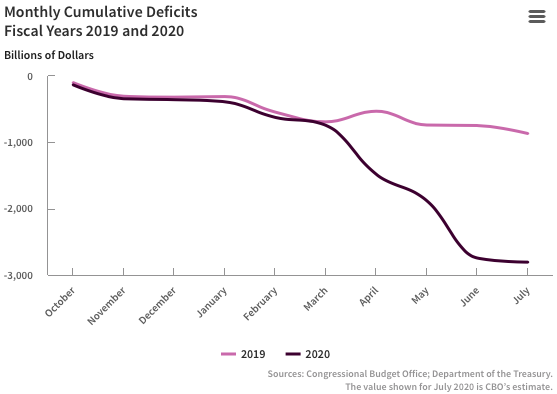 Monthly Cumulative Deficits
Fiscal Years 2019 and 2020
Billions of Dollars
0
-1,000
-2,000
-3,000
October
November
December
January
February
March
April
May
June
July
2019
2020
Sources: Congressional Budget Office; Department of the Treasury.
The value shown for July 2020 is CBO's estimate.